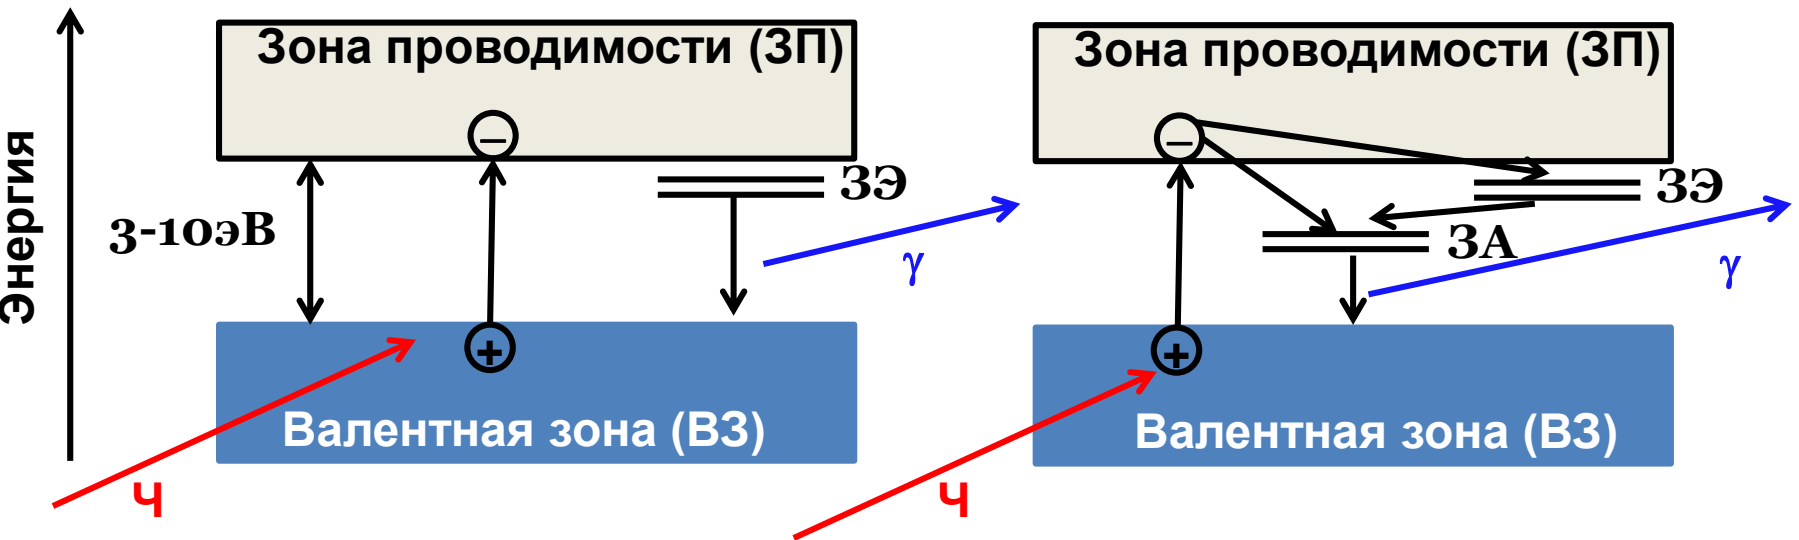 Энергия
Зона проводимости (ЗП)
3-10эВ
ЗЭ
γ
Валентная зона (ВЗ)
Ч
Зона проводимости (ЗП)
ЗЭ
ЗА
γ
Валентная зона (ВЗ)
Ч